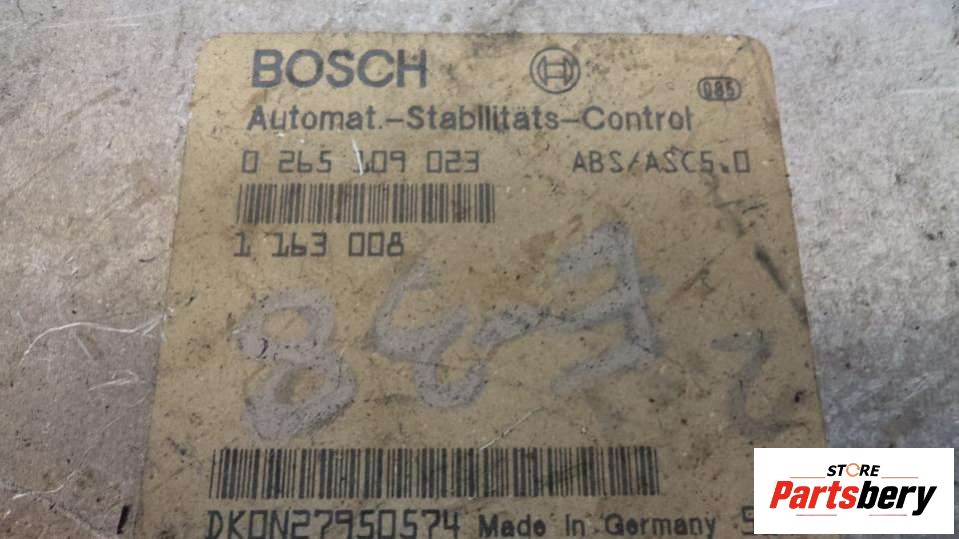 BOSCH
085
Automat.-Stabilitäts-Control
0 265 109 023 ABS/ASC5.0
1 163 008
DK0N27950574 Made In Germany
STORE
Partsbery